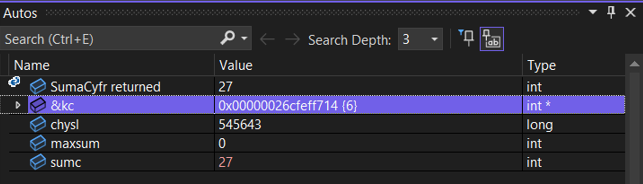 Autos
Search (Ctrl+E) Search Depth: 3
Name Value Type
SumaCyfr returned 27 int
&kc 0x00000026cfeff714 {6} int *
chysl 545643 long
maxsum 0 int
sumc 27 int